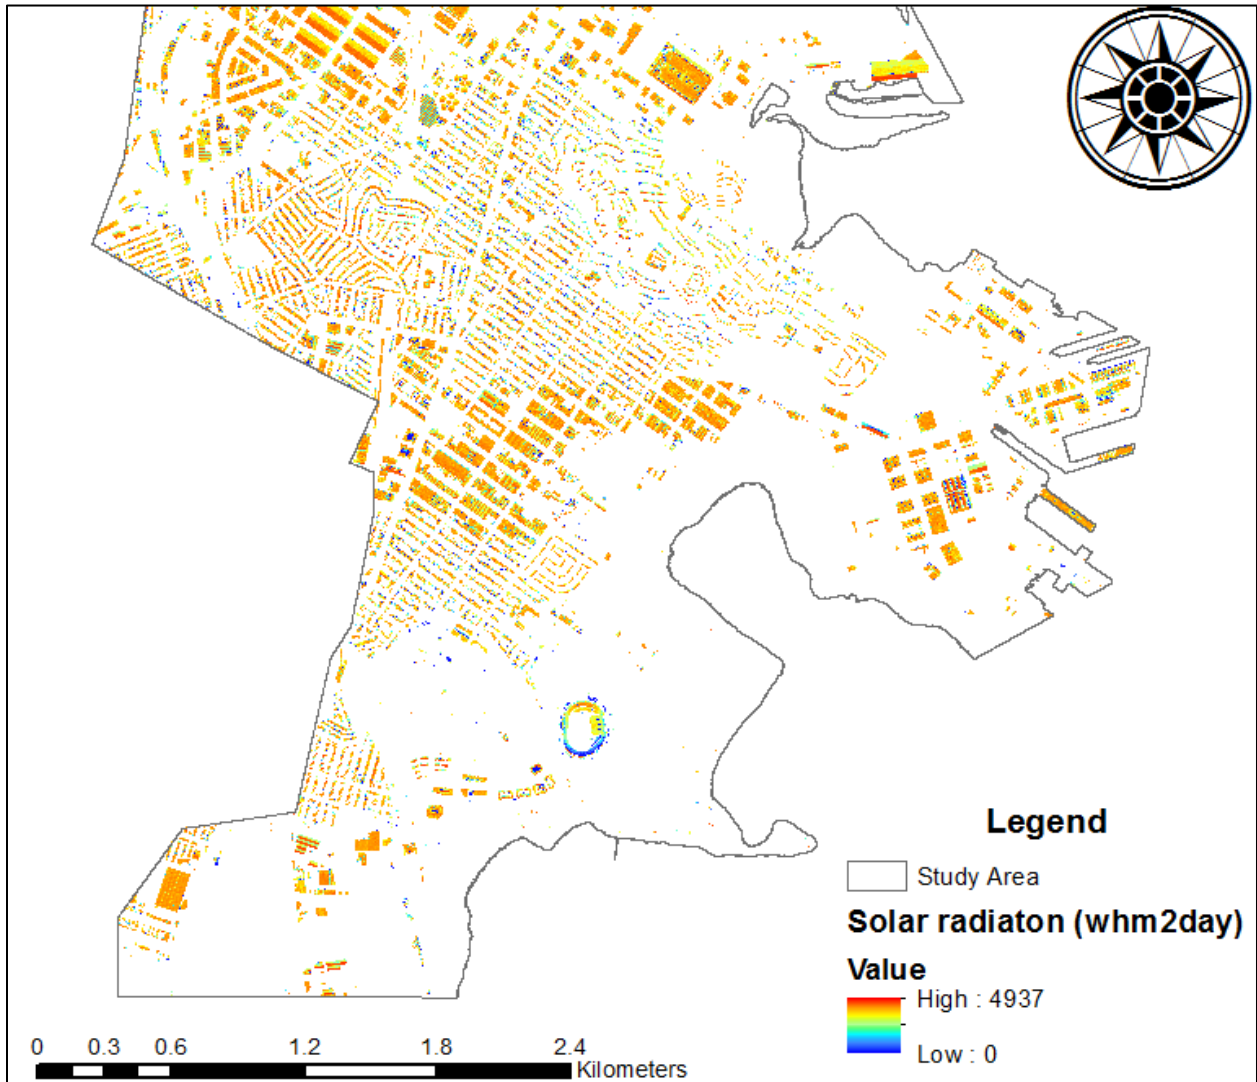 Legend
Study Area
Solar radiaton (whm2day)
Value
High : 4937
Low : 0
0 0.3 0.6 1.2 1.8 2.4
Kilometers